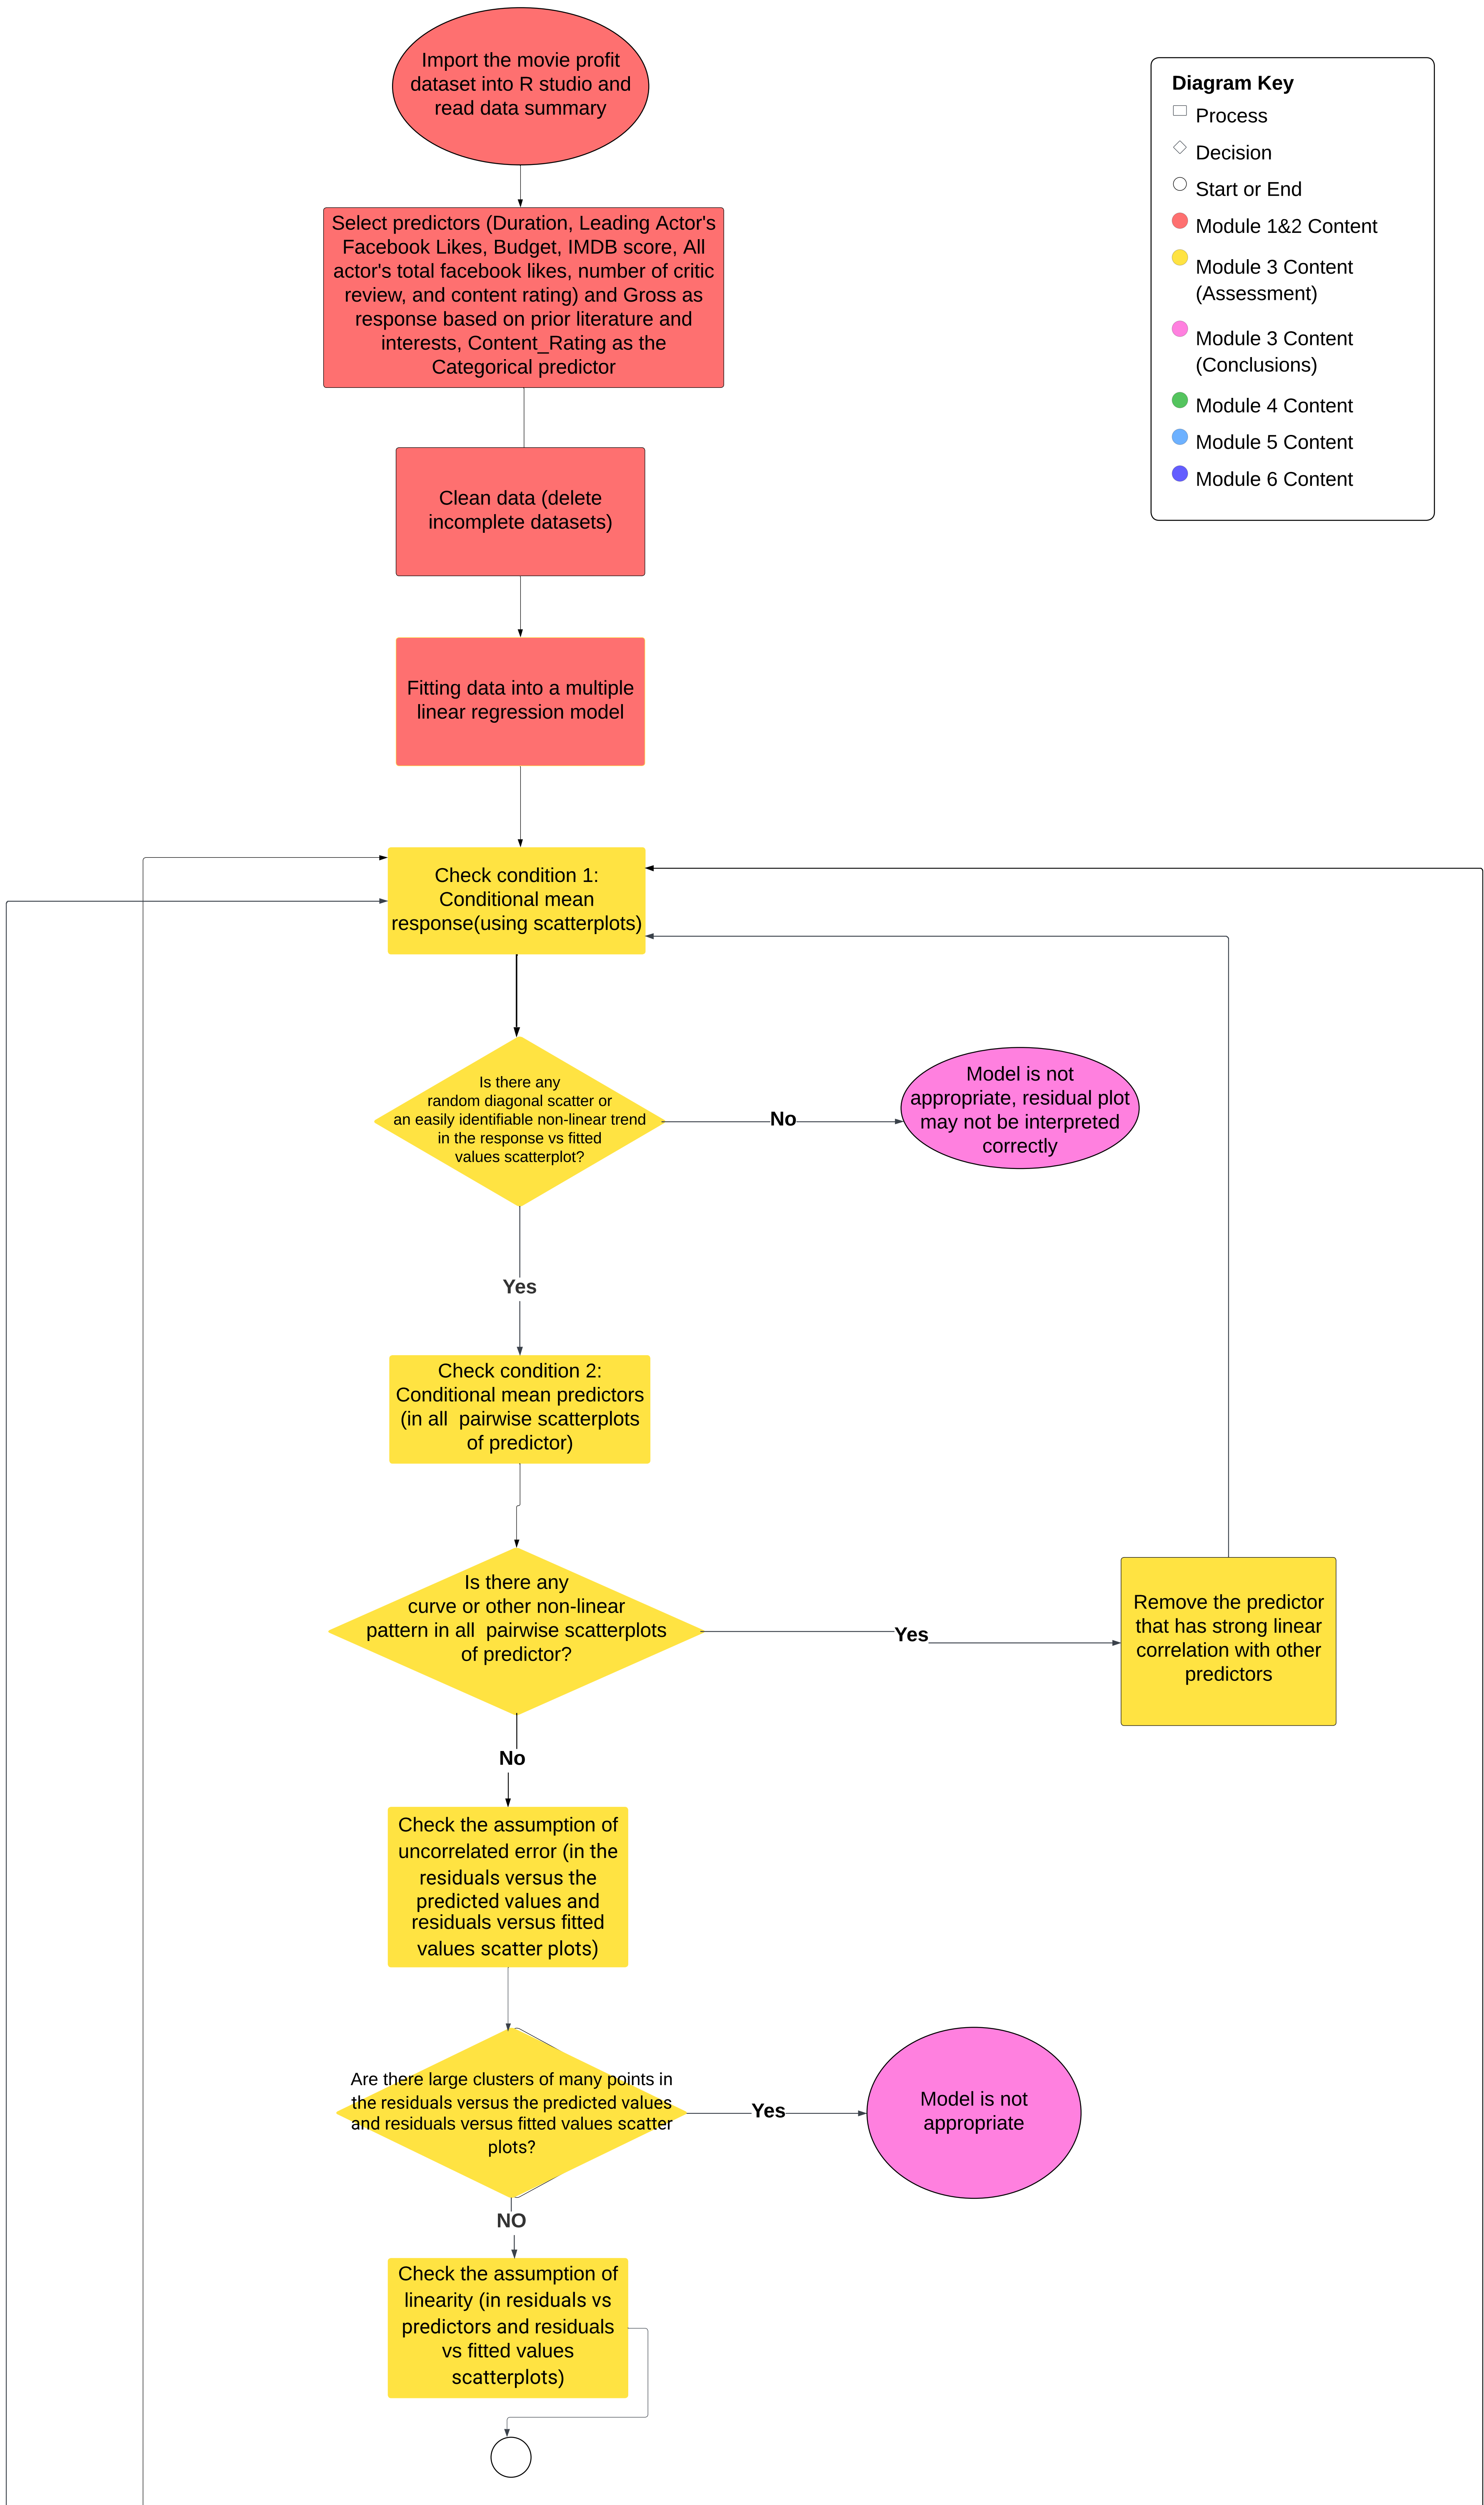 Import the movie profit
dataset into R studio and
read data summary
Diagram Key
Process
Decision
Start or End
Module 1&2 Content
Module 3 Content
(Assessment)
Module 3 Content
(Conclusions)
Module 4 Content
Module 5 Content
Module 6 Content
Select predictors (Duration, Leading Actor's
Facebook Likes, Budget, IMDB score, All
actor's total facebook likes, number of critic
review, and content rating) and Gross as
response based on prior literature and
interests, Content_Rating as the
Categorical predictor
Clean data (delete
incomplete datasets)
Fitting data into a multiple
linear regression model
Check condition 1:
Conditional mean
response(using scatterplots)
Is there any
random diagonal scatter or
an easily identifiable non-linear trend
in the response vs fitted
values scatterplot?
No
Model is not
appropriate, residual plot
may not be interpreted
correctly
Yes
Check condition 2:
Conditional mean predictors
(in all  pairwise scatterplots
of predictor)
Is there any
curve or other non-linear
pattern in all  pairwise scatterplots
of predictor?
Yes
Remove the predictor
that has strong linear
correlation with other
predictors
No
Check the assumption of
uncorrelated error (in the
residuals versus the
predicted values and
residuals versus fitted
values scatter plots)
Are there large clusters of many points in
the residuals versus the predicted values
and residuals versus fitted values scatter
plots?
Yes
Model is not
appropriate
NO
Check the assumption of
linearity (in residuals vs
predictors and residuals
vs fitted values
scatterplots)